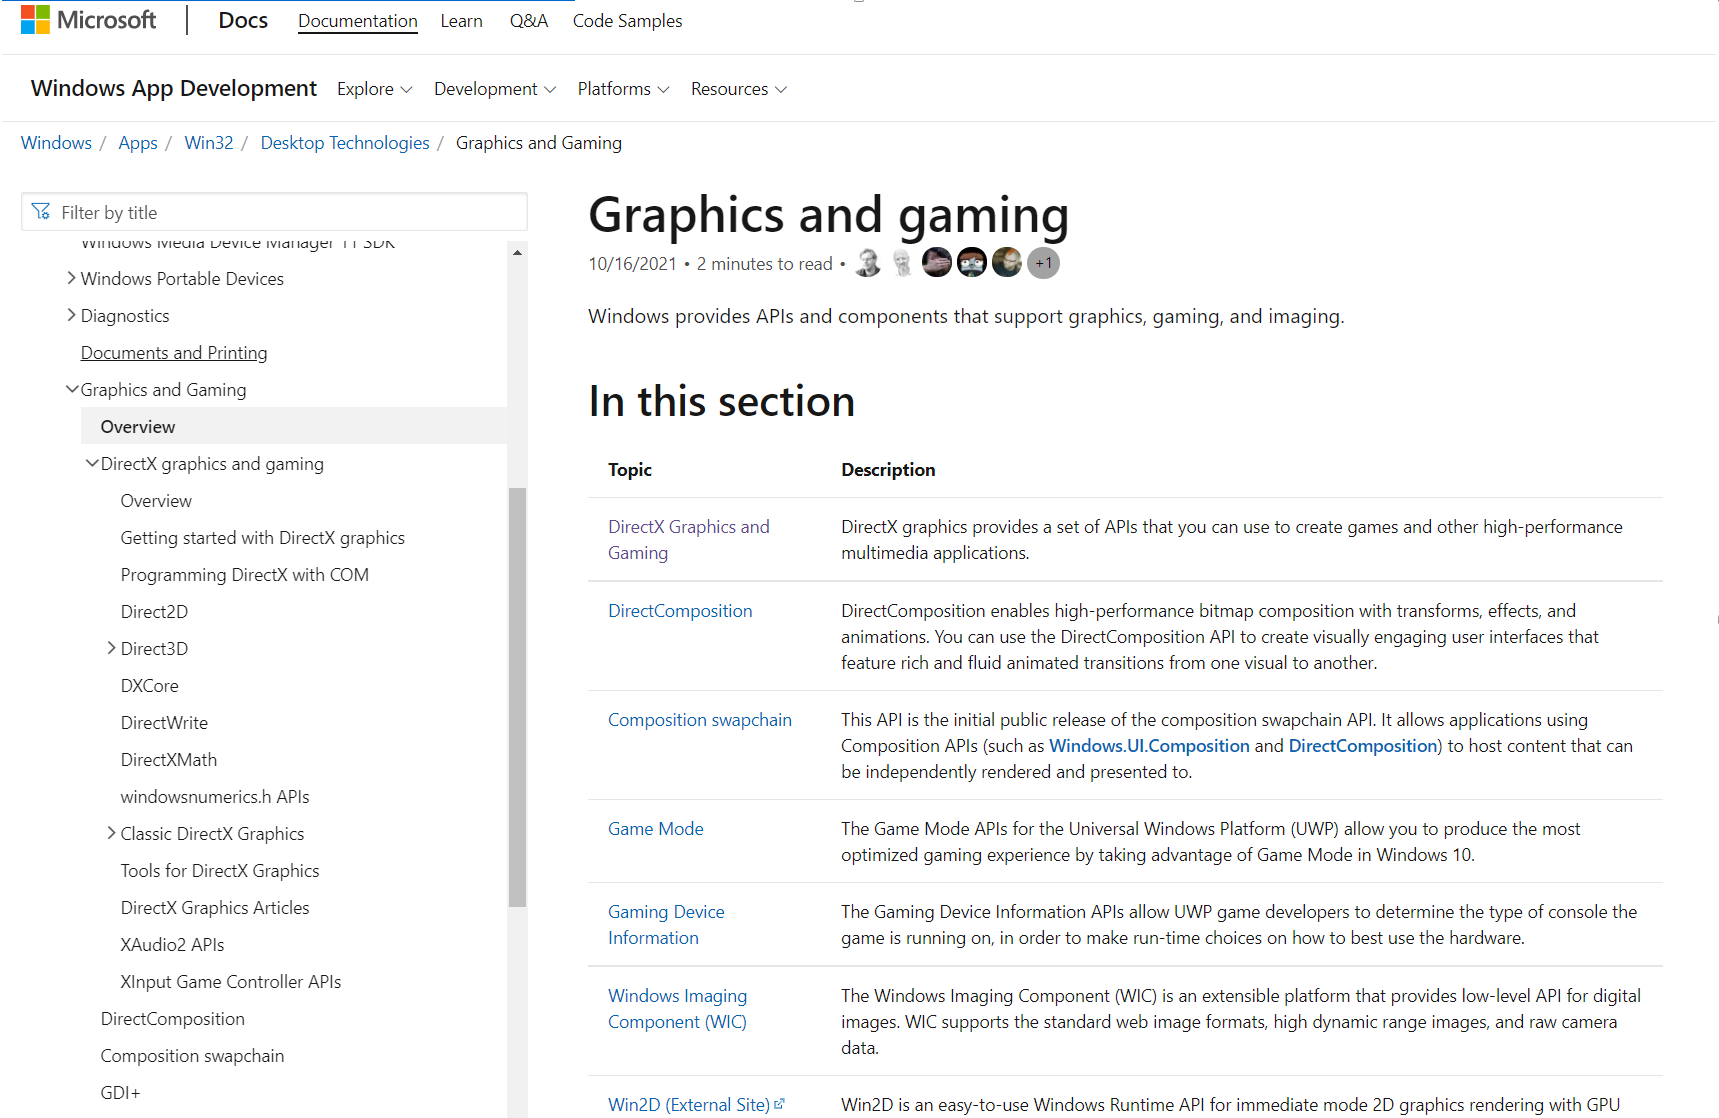 Microsoft
Docs
Documentation
Learn
Q&A
Code Samples
Windows App Development
Explore
Development
Platforms
Resources
Windows / Apps / Win32 / Desktop Technologies / Graphics and Gaming
Filter by title
Windows Media Device Manager 11 SDK
Windows Portable Devices
Diagnostics
Documents and Printing
Graphics and Gaming
Overview
DirectX graphics and gaming
Overview
Getting started with DirectX graphics
Programming DirectX with COM
Direct2D
Direct3D
DXCore
DirectWrite
DirectXMath
windowsnumerics.h APIs
Classic DirectX Graphics
Tools for DirectX Graphics
DirectX Graphics Articles
XAudio2 APIs
XInput Game Controller APIs
DirectComposition
Composition swapchain
GDI+
Graphics and gaming
10/16/2021 • 2 minutes to read • +1
Windows provides APIs and components that support graphics, gaming, and imaging.
In this section
Topic
Description
DirectX Graphics and
Gaming
DirectX graphics provides a set of APIs that you can use to create games and other high-performance
multimedia applications.
DirectComposition
DirectComposition enables high-performance bitmap composition with transforms, effects, and
animations. You can use the DirectComposition API to create visually engaging user interfaces that
feature rich and fluid animated transitions from one visual to another.
Composition swapchain
This API is the initial public release of the composition swapchain API. It allows applications using
Composition APIs (such as Windows.UI.Composition and DirectComposition) to host content that can
be independently rendered and presented to.
Game Mode
The Game Mode APIs for the Universal Windows Platform (UWP) allow you to produce the most
optimized gaming experience by taking advantage of Game Mode in Windows 10.
Gaming Device
Information
The Gaming Device Information APIs allow UWP game developers to determine the type of console the
game is running on, in order to make run-time choices on how to best use the hardware.
Windows Imaging
Component (WIC)
The Windows Imaging Component (WIC) is an extensible platform that provides low-level API for digital
images. WIC supports the standard web image formats, high dynamic range images, and raw camera
data.
Win2D (External Site)
Win2D is an easy-to-use Windows Runtime API for immediate mode 2D graphics rendering with GPU